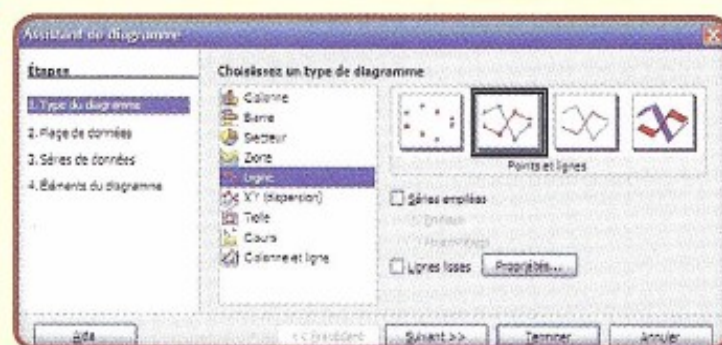 Assistant de diagramme
Étapes
1. Type du diagramme
2. Plage de données
3. Séries de données
4. Éléments du diagramme
Choisissez un type de diagramme
Colonne
Barre
Secteur
Zone
Ligne
XY (dispersion)
Toile
Cours
Colonne et ligne
Points et lignes
Séries empilées
Lignes lisses
Propriétés...
Aide
<< Précédent
Suivant >>
Terminer
Annuler